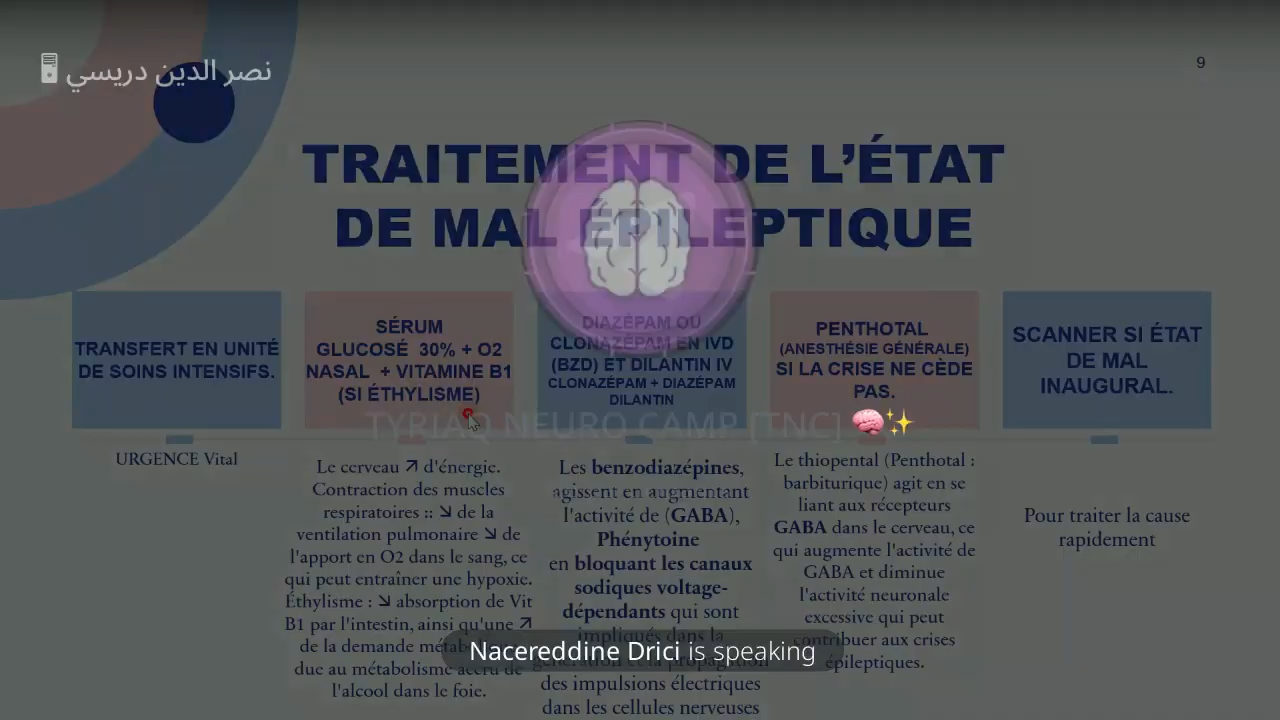 نصر الدين دريسي
9
TRAITEMENT DE L’ÉTAT
DE MAL EPILEPTIQUE
TRANSFERT EN UNITÉ
DE SOINS INTENSIFS.
URGENCE Vital
SÉRUM
GLUCOSÉ 30% + O2
NASAL + VITAMINE B1
(SI ÉTHYLISME)
Le cerveau ↗ d'énergie.
Contraction des muscles
respiratoires :: ↘ de la
ventilation pulmonaire ↘ de
l'apport en O2 dans le sang, ce
qui peut entraîner une hypoxie.
Éthylisme : ↘ absorption de Vit
B1 par l'intestin, ainsi qu'une ↗
de la demande
due au métabolisme accru de
l'alcool dans le foie.
DIAZÉPAM OU
CLONAZÉPAM EN IVD
(BZD) ET DILANTIN IV
CLONAZÉPAM + DIAZÉPAM
DILANTIN
Les benzodiazépines,
agissent en augmentant
l'activité de (GABA),
Phénytoine
en bloquant les canaux
sodiques voltage-
dépendants qui sont
impliqués dans la
génération et la propagation
des impulsions électriques
dans les cellules nerveuses
PENTHOTAL
(ANESTHÉSIE GÉNÉRALE)
SI LA CRISE NE CÈDE
PAS.
Le thiopental (Penthotal :
barbiturique) agit en se
liant aux récepteurs
GABA dans le cerveau, ce
qui augmente l'activité de
GABA et diminue
l'activité neuronale
excessive qui peut
contribuer aux crises
épileptiques.
SCANNER SI ÉTAT
DE MAL
INAUGURAL.
Pour traiter la cause
rapidement
TYRIAQ NEURO CAMP [TNC] 🧠✨
Nacereddine Drici is speaking